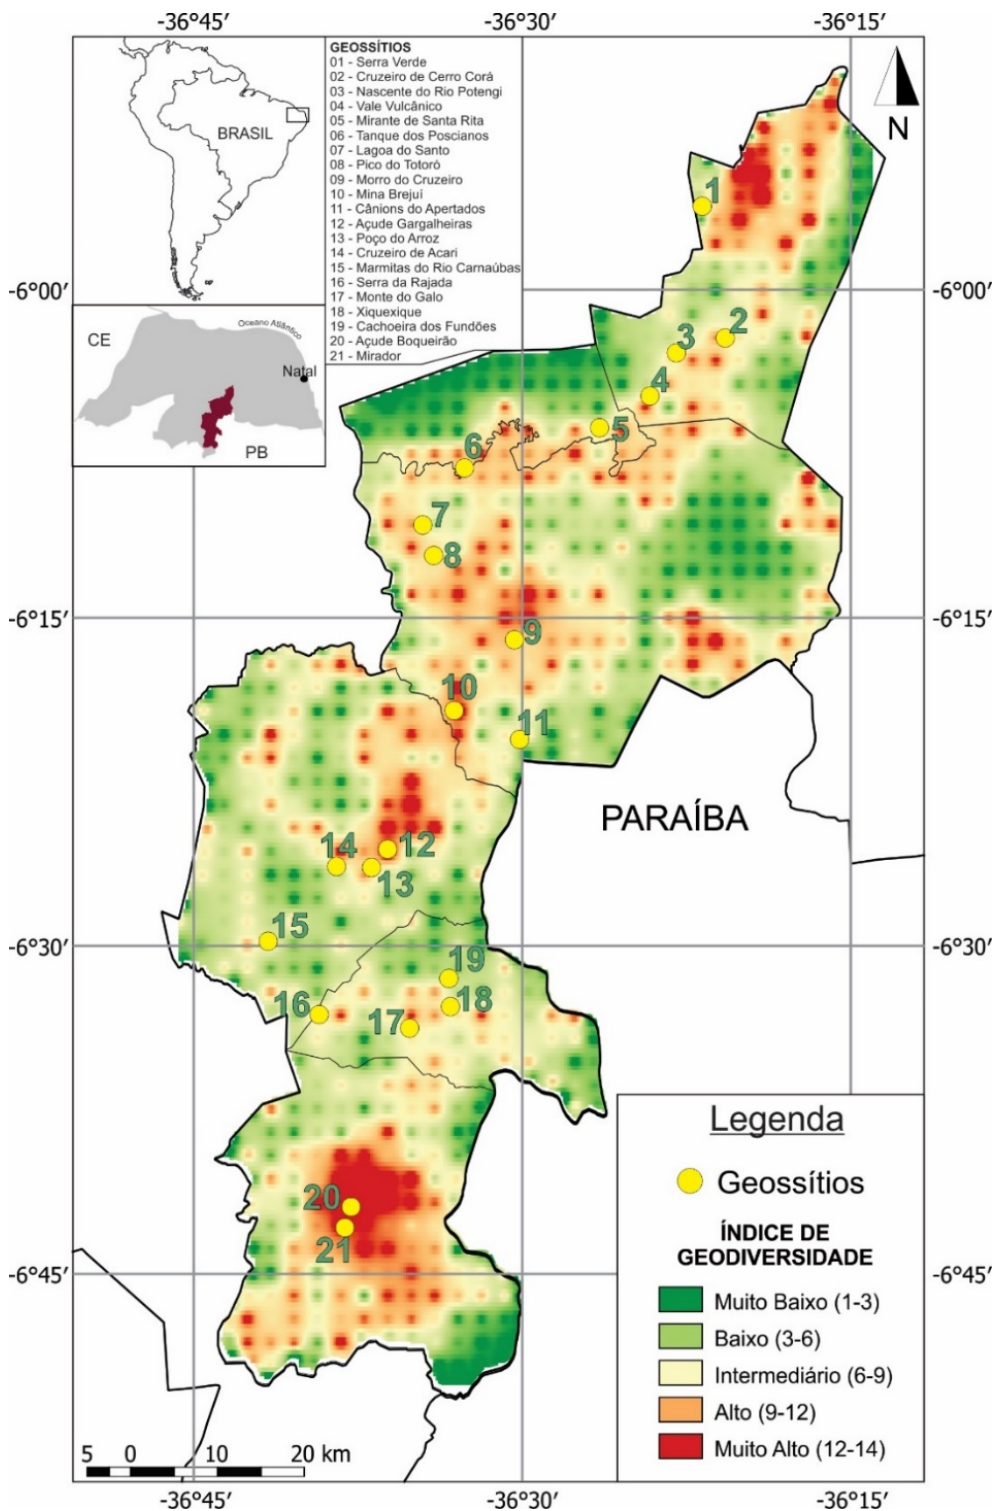 -36°45′
-36°30′
-36°15′
GEOSSÍTIOS
01 - Serra Verde
02 - Cruzeiro de Cerro Corá
03 - Nascente do Rio Potengi
04 - Vale Vulcânico
05 - Mirante de Santa Rita
06 - Tanque dos Poscianos
07 - Lagoa do Santo
08 - Pico do Totoró
09 - Morro do Cruzeiro
10 - Mina Brejuí
11 - Cânions do Apertados
12 - Açude Gargalheiras
13 - Poço do Arroz
14 - Cruzeiro de Acari
15 - Marmitas do Rio Carnaúbas
16 - Serra da Rajada
17 - Monte do Galo
18 - Xiquexique
19 - Cachoeira dos Fundões
20 - Açude Boqueirão
21 - Mirador
BRASIL
N
CE
Oceano Atlântico
Natal
PB
-6°00′
-6°00′
1
2
3
4
5
6
7
8
-6°15′
-6°15′
9
10
11
PARAÍBA
12
14
13
15
-6°30′
-6°30′
19
18
16
17
20
21
-6°45′
-6°45′
Legenda
Geossítios
ÍNDICE DE
GEODIVERSIDADE
Muito Baixo (1-3)
Baixo (3-6)
Intermediário (6-9)
Alto (9-12)
Muito Alto (12-14)
5 0 10 20 km
-36°45′
-36°30′
-36°15′